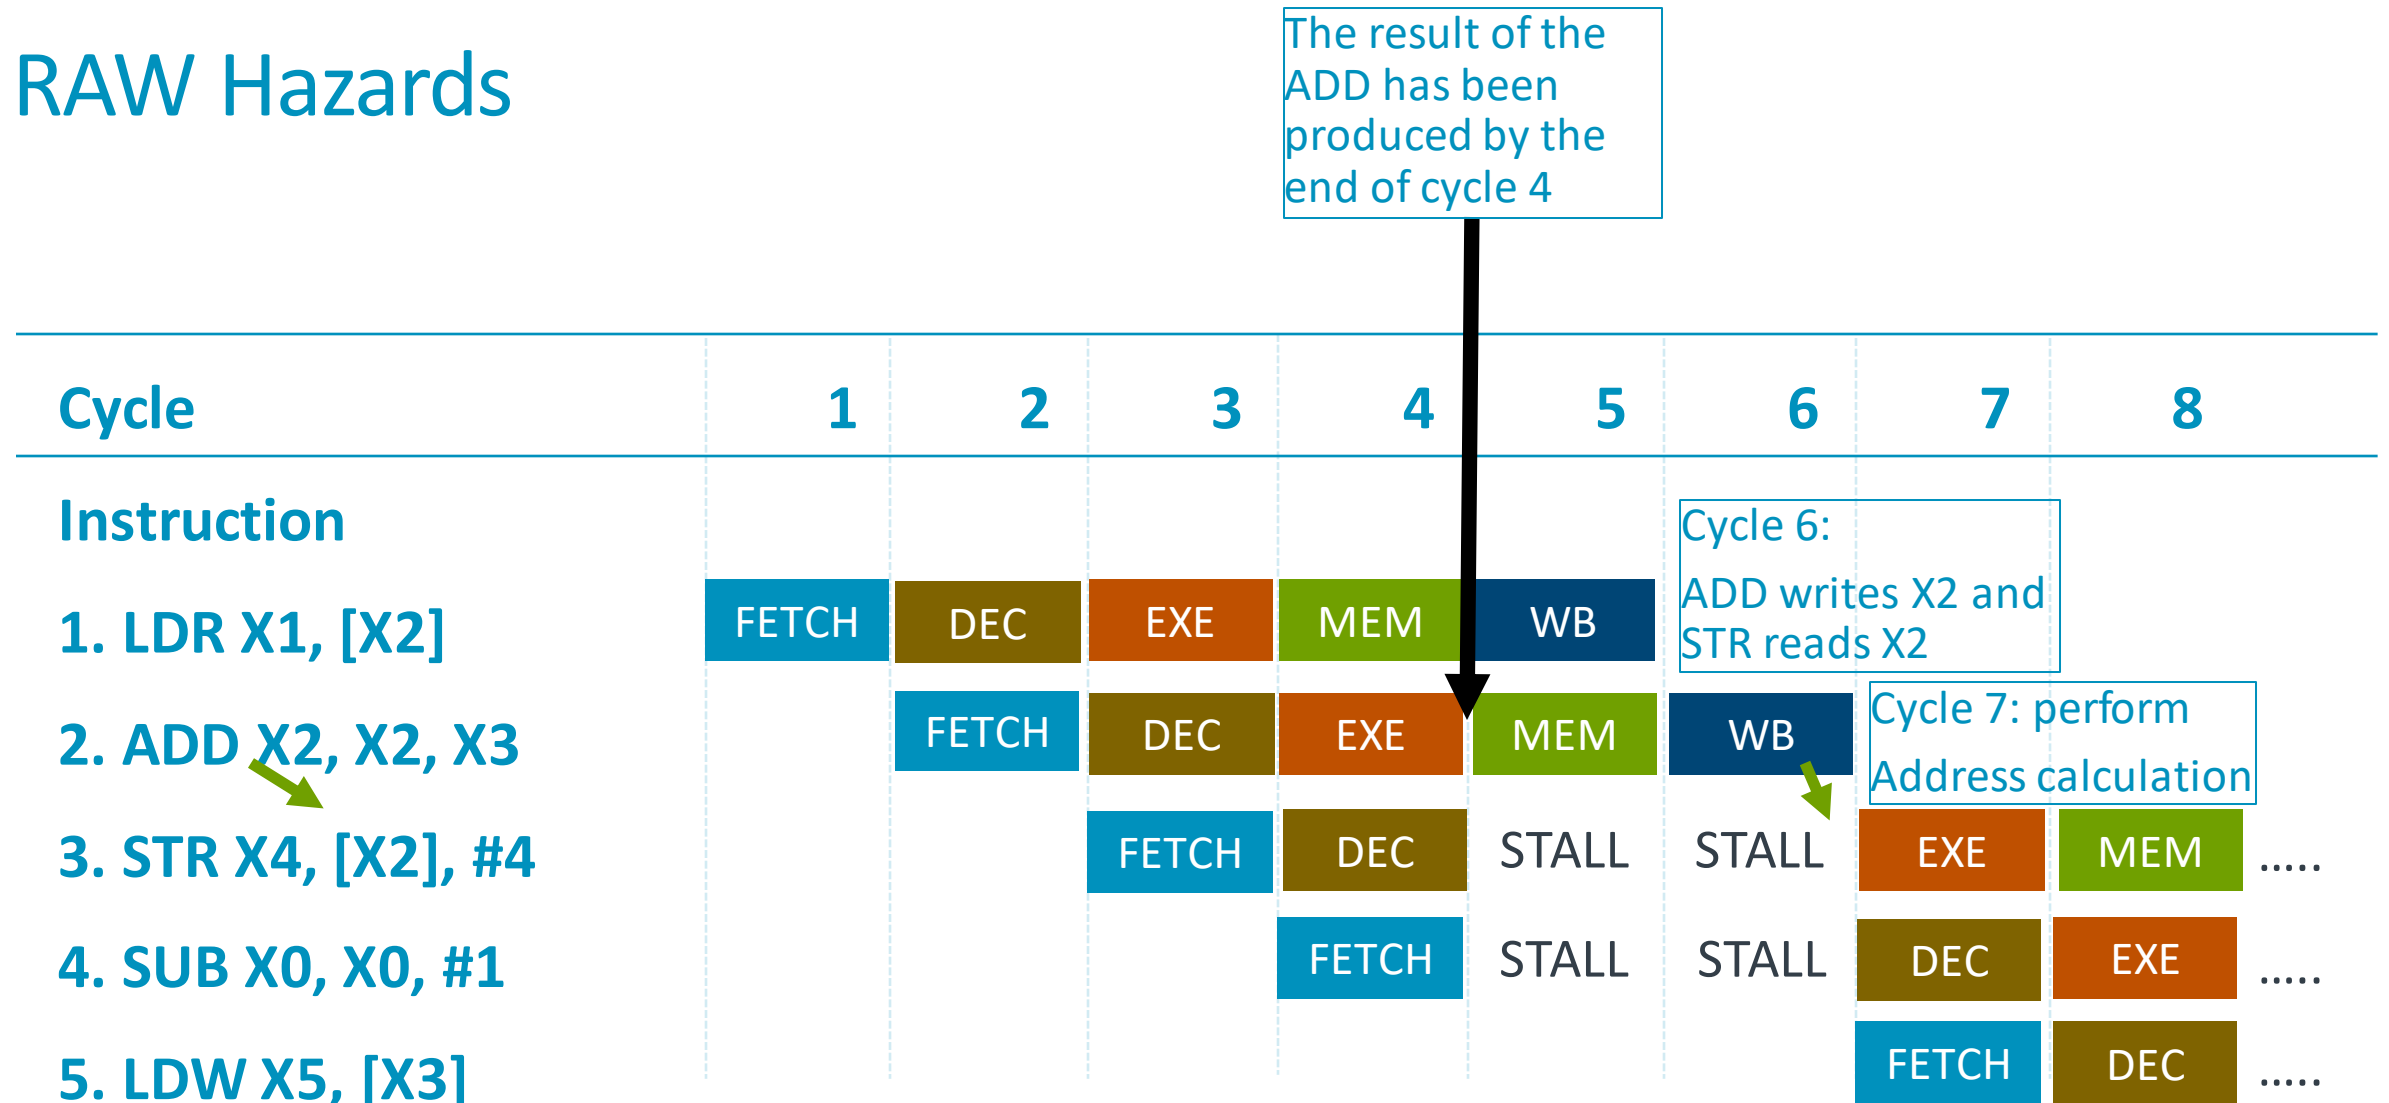 RAW Hazards
The result of the
ADD has been
produced by the
end of cycle 4
Cycle 1 2 3 4 5 6 7 8
Instruction
Cycle 6:
ADD writes X2 and
STR reads X2
1. LDR X1, [X2] FETCH DEC EXE MEM WB
Cycle 7: perform
Address calculation
2. ADD X2, X2, X3 FETCH DEC EXE MEM WB
3. STR X4, [X2], #4 FETCH DEC STALL STALL EXE MEM .....
4. SUB X0, X0, #1 FETCH STALL STALL DEC EXE .....
5. LDW X5, [X3] FETCH DEC .....